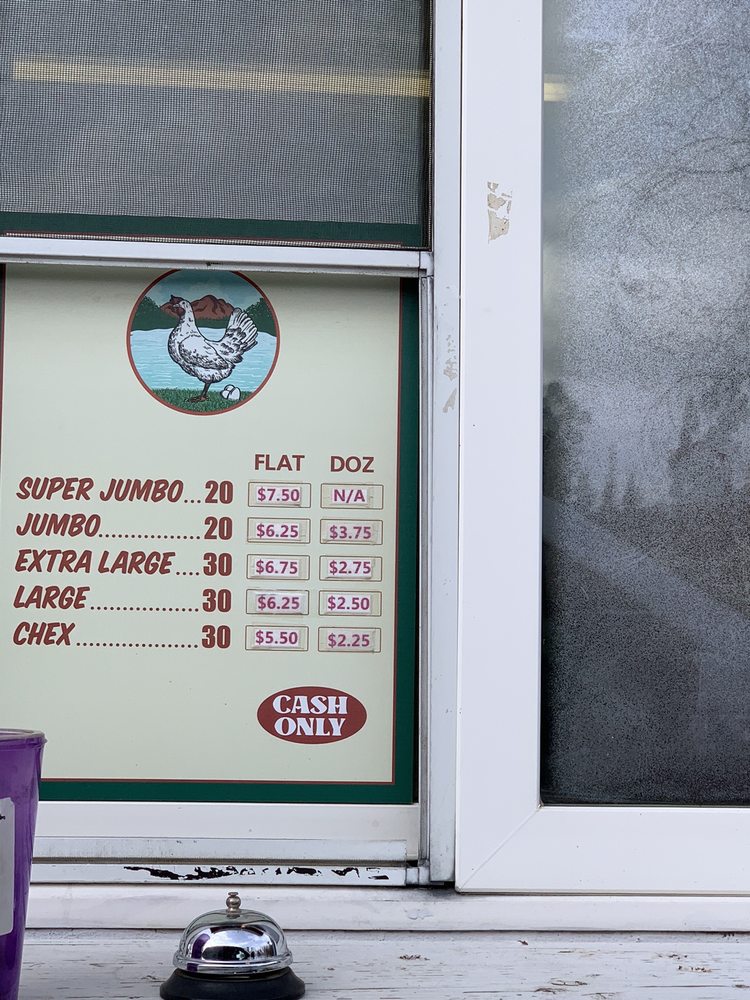 FLAT DOZ
SUPER JUMBO...20 $7.50 N/A
JUMBO..............20 $6.25 $3.75
EXTRA LARGE....30 $6.75 $2.75
LARGE...................30 $6.25 $2.50
CHEX.....................30 $5.50 $2.25
CASH
ONLY